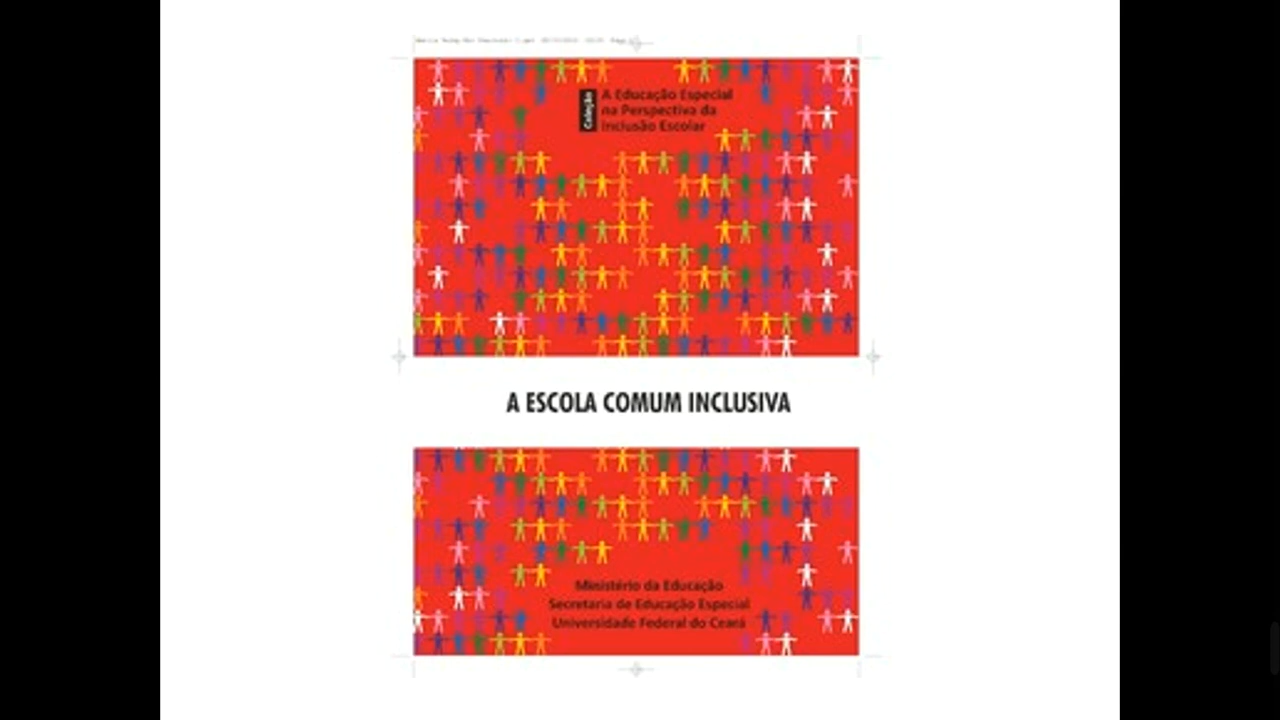 Coleção
A Educação Especial
na Perspectiva da
Inclusão Escolar
A ESCOLA COMUM INCLUSIVA
Ministério da Educação
Secretaria de Educação Especial
Universidade Federal do Ceará